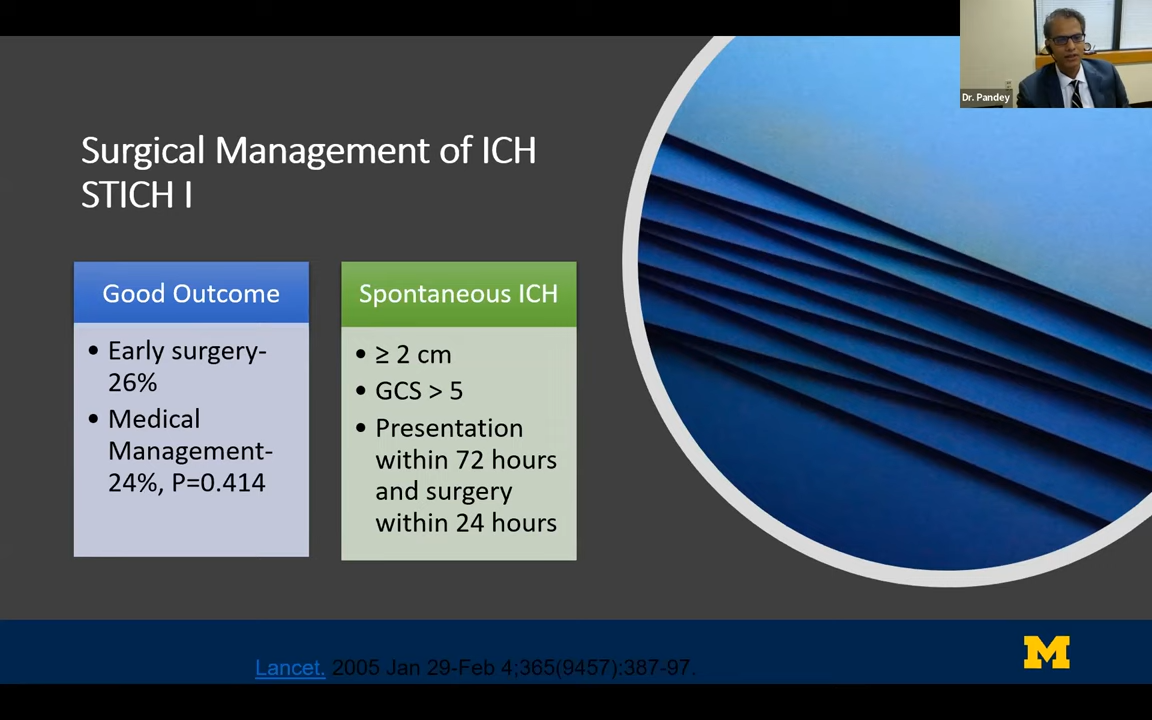 Dr. Pandey
Surgical Management of ICH
STICH I
Good Outcome
• Early surgery-
26%
• Medical
Management-
24%, P=0.414
Spontaneous ICH
• ≥ 2 cm
• GCS > 5
• Presentation
within 72 hours
and surgery
within 24 hours
Lancet. 2005 Jan 29-Feb 4;365(9457):387-97.
M